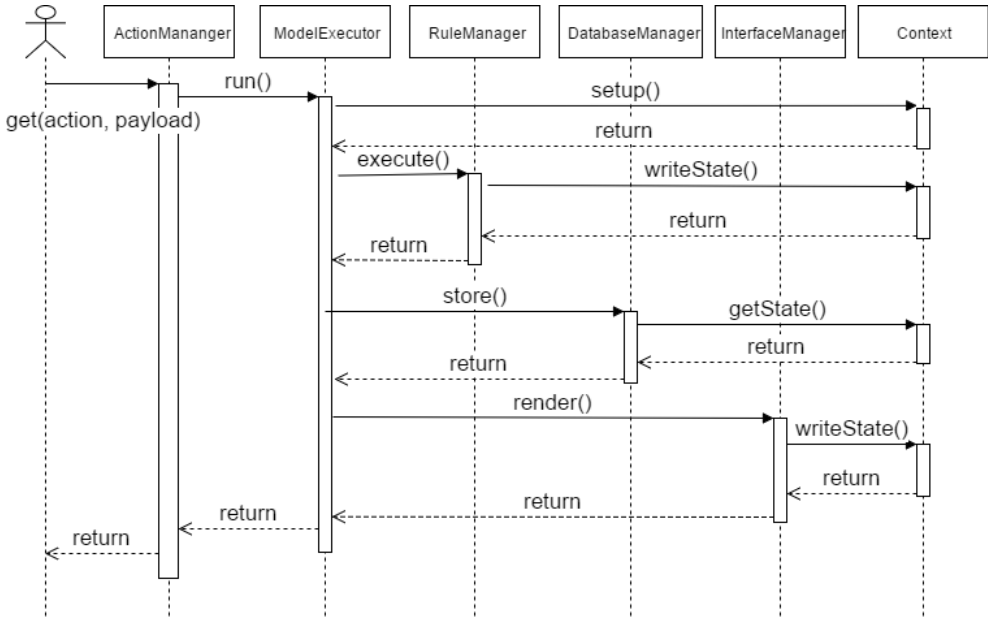 ActionMananger
ModelExecutor
RuleManager
DatabaseManager
InterfaceManager
Context
run()
setup()
get(action, payload)
return
execute()
writeState()
return
return
store()
getState()
return
return
render()
writeState()
return
return
return
return